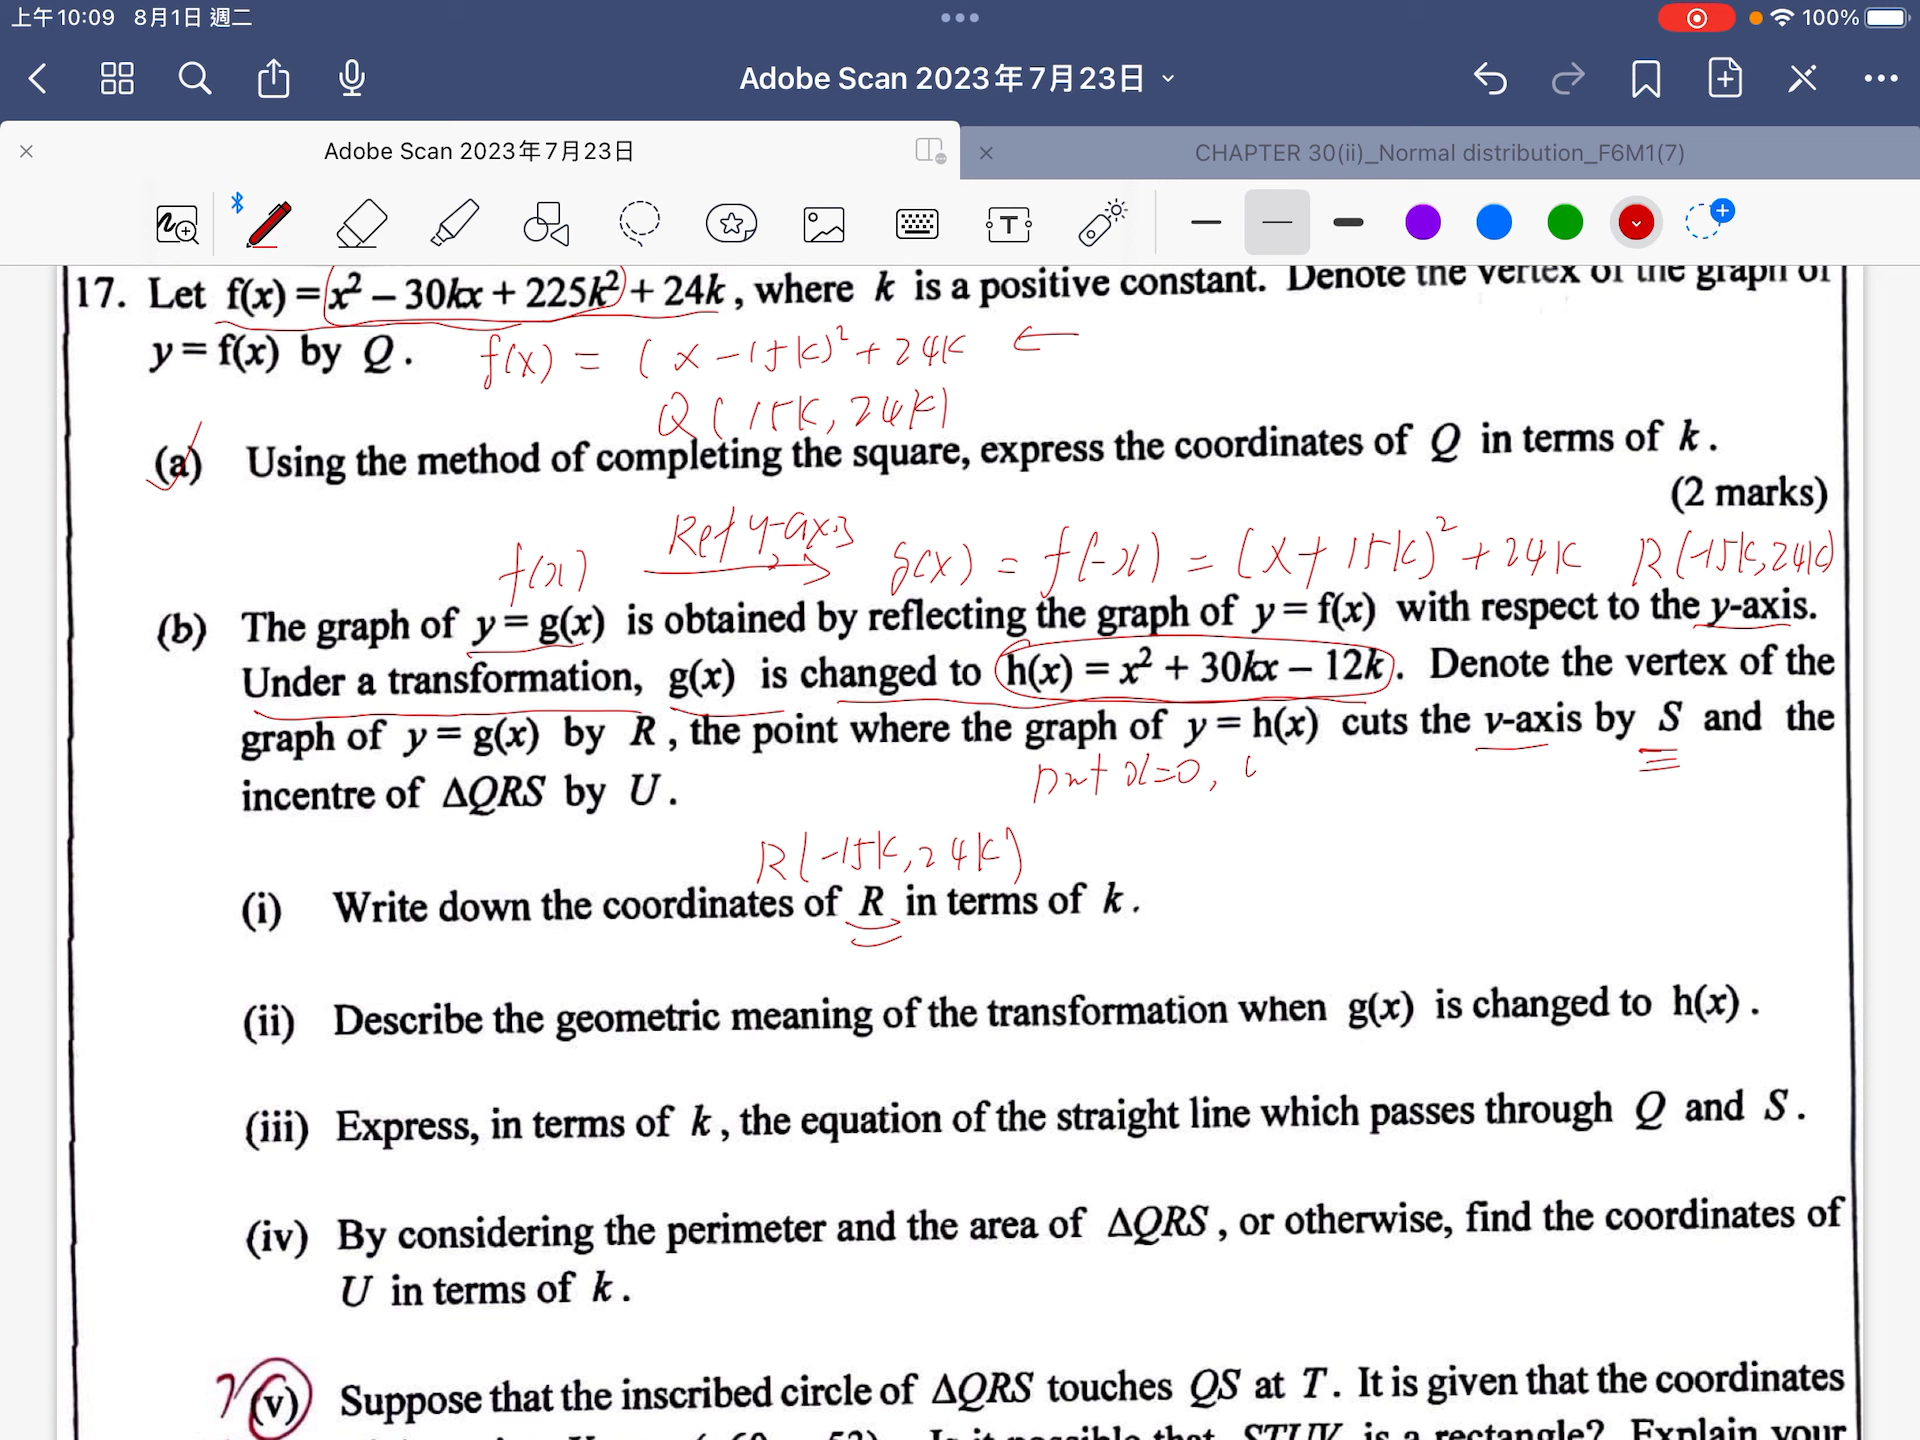 上午10:09 8月1日 週二
100%
Adobe Scan 2023年7月23日
Adobe Scan 2023年7月23日
CHAPTER 30(ii)_Normal distribution_F6M1(7)
17. Let f(x) = x² – 30kx + 225k² + 24k, where k is a positive constant. Denote the vertex of the graph of
y = f(x) by Q.
f(x) = (x-15k)²+24k ←
Q(15k, 24k)
(a) Using the method of completing the square, express the coordinates of Q in terms of k.
(2 marks)
f(x) Ref y-axis → g(x) = f(-x) = (x+15k)²+24k R(-15k,24k)
(b) The graph of y = g(x) is obtained by reflecting the graph of y = f(x) with respect to the y-axis.
Under a transformation, g(x) is changed to h(x) = x² + 30kx – 12k. Denote the vertex of the
graph of y = g(x) by R, the point where the graph of y = h(x) cuts the y-axis by S and the
put x=0,
incentre of ΔQRS by U.
R(-15k,24k)
(i) Write down the coordinates of R in terms of k.
(ii) Describe the geometric meaning of the transformation when g(x) is changed to h(x).
(iii) Express, in terms of k, the equation of the straight line which passes through Q and S.
(iv) By considering the perimeter and the area of ΔQRS, or otherwise, find the coordinates of
U in terms of k.
(v) Suppose that the inscribed circle of ΔQRS touches QS at T. It is given that the coordinates
Is it possible that STUV is a rectangle? Explain your